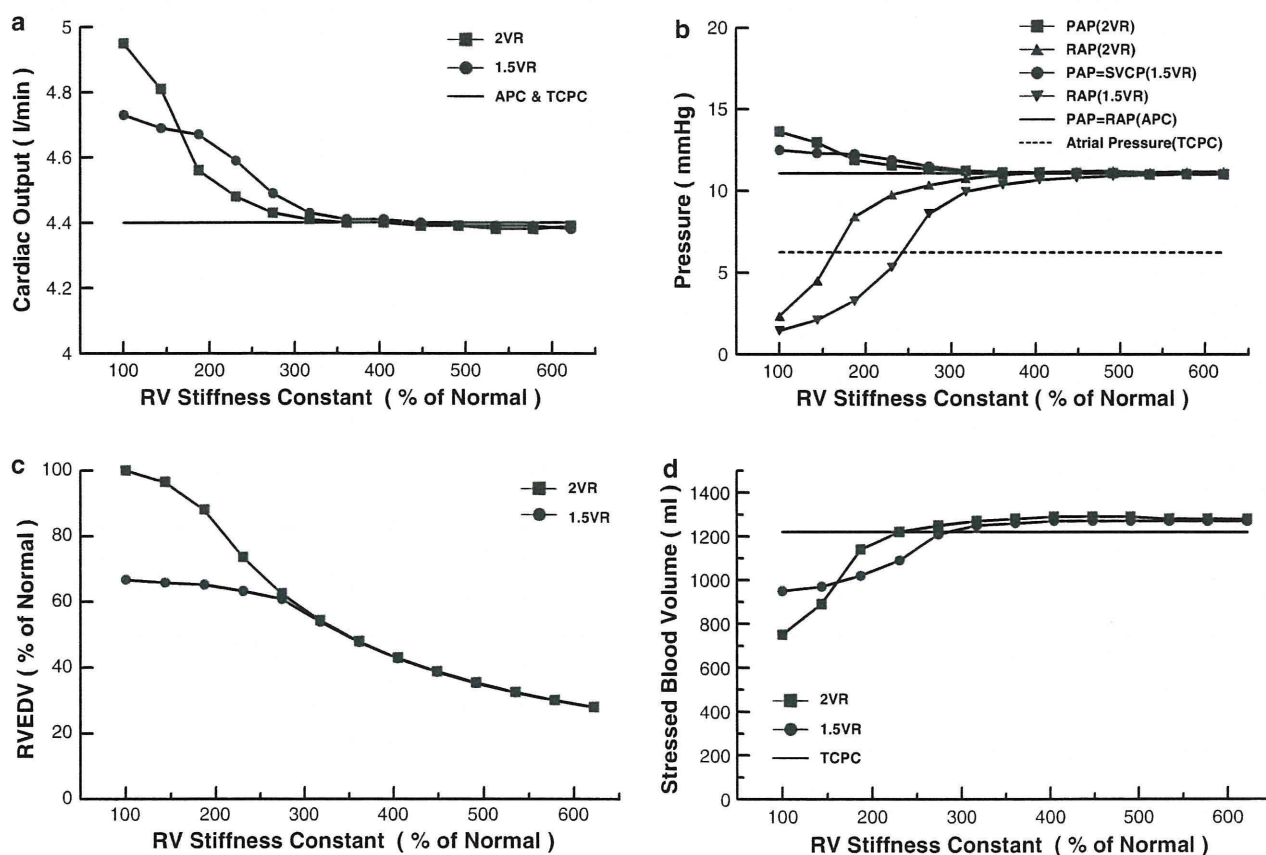 a
Cardiac Output ( l/min )
5
4.8
4.6
4.4
4.2
4
2VR
1.5VR
APC & TCPC
100 200 300 400 500 600
RV Stiffness Constant ( % of Normal )
b
Pressure ( mmHg )
20
15
10
5
0
PAP(2VR)
RAP(2VR)
PAP=SVCP(1.5VR)
RAP(1.5VR)
PAP=RAP(APC)
Atrial Pressure(TCPC)
100 200 300 400 500 600
RV Stiffness Constant ( % of Normal )
c
RVEDV ( % of Normal )
100
80
60
40
20
0
2VR
1.5VR
100 200 300 400 500 600
RV Stiffness Constant ( % of Normal )
d
Stressed Blood Volume ( ml )
1400
1200
1000
800
600
400
200
0
2VR
1.5VR
TCPC
100 200 300 400 500 600
RV Stiffness Constant ( % of Normal )